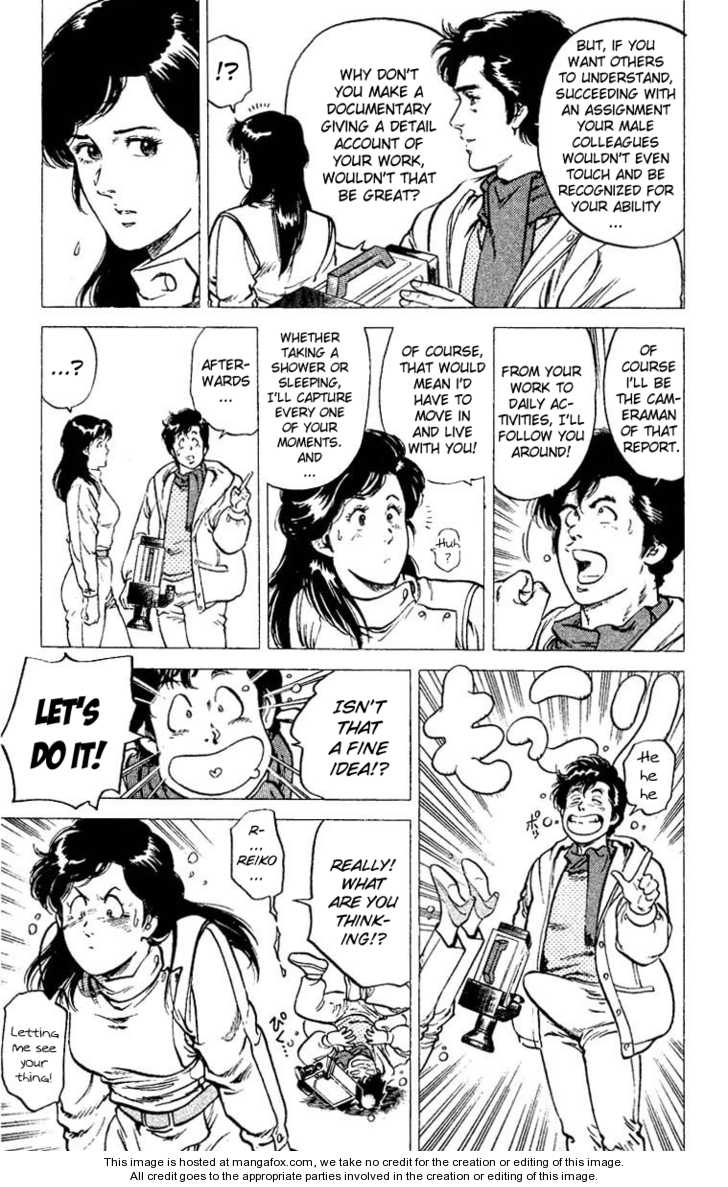 BUT, IF YOU
WANT OTHERS
TO UNDERSTAND,
SUCCEEDING WITH
AN ASSIGNMENT
YOUR MALE
COLLEAGUES
WOULDN'T EVEN
TOUCH AND BE
RECOGNIZED FOR
YOUR ABILITY
...
WHY DON'T
YOU MAKE A
DOCUMENTARY
GIVING A DETAIL
ACCOUNT OF
YOUR WORK,
WOULDN'T THAT
BE GREAT?
!?
OF
COURSE
I'LL BE
THE CAM-
ERAMAN
OF THAT
REPORT.
FROM YOUR
WORK TO
DAILY AC-
TIVITIES, I'LL
FOLLOW YOU
AROUND!
OF COURSE,
THAT WOULD
MEAN I'D
HAVE TO
MOVE IN
AND LIVE
WITH YOU!
Huh
?
WHETHER
TAKING A
SHOWER OR
SLEEPING,
I'LL CAPTURE
EVERY ONE
OF YOUR
MOMENTS.
AND
...
AFTER-
WARDS
...
...?
He
he
he
ポッ
ISN'T
THAT
A FINE
IDEA!?
LET'S
DO IT!
REALLY!
WHAT
ARE YOU
THINK-
ING!?
R-
...
REIKO
...
Letting
me see
your
thing!
This image is hosted at mangafox.com, we take no credit for the creation or editing of this image.
All credit goes to the appropriate parties involved in the creation or editing of this image.